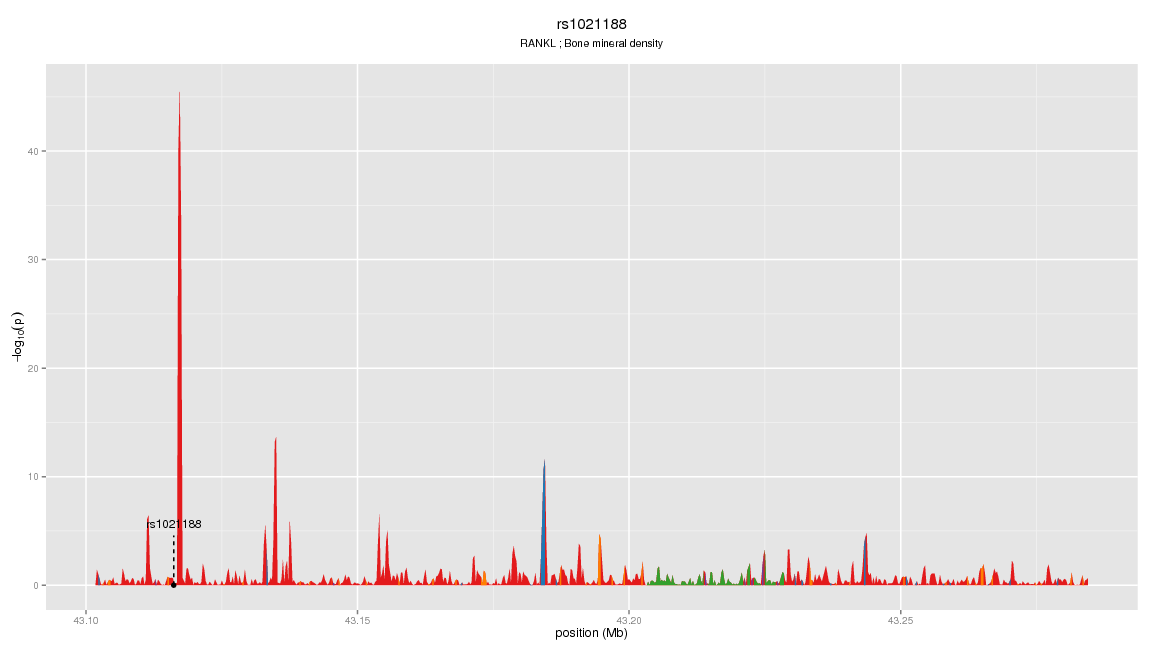 rs1021188
RANKL ; Bone mineral density
40
30
20
10
0
−log₁₀(p)
rs1021188
43.10
43.15
43.20
43.25
position (Mb)